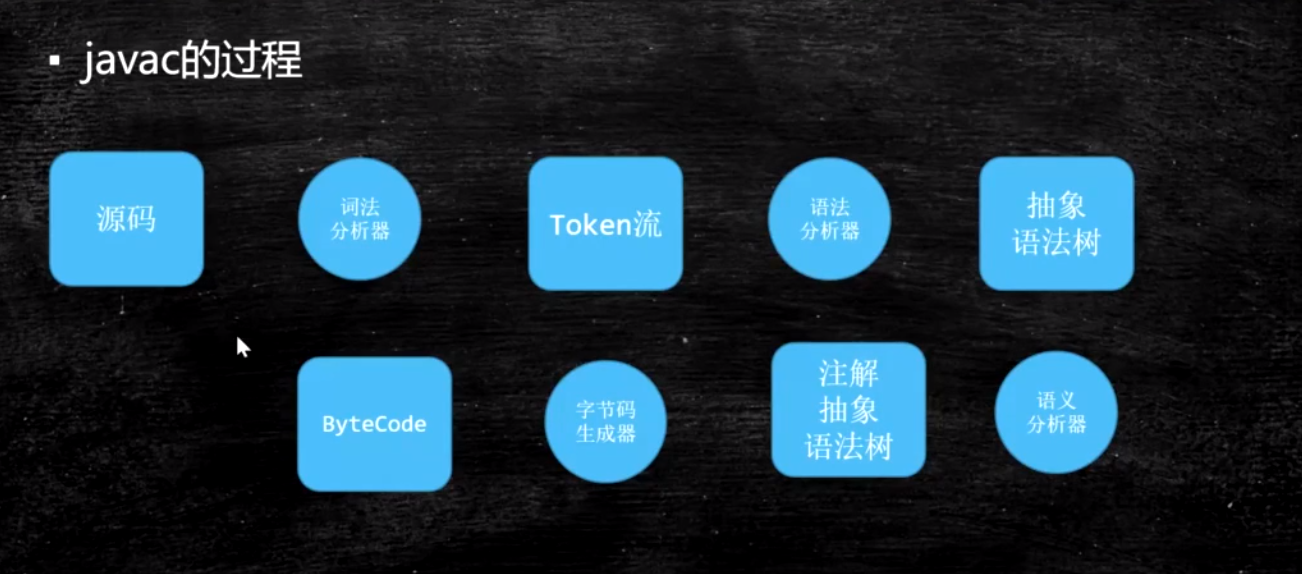 ▪ javac的过程
源码
词法
分析器
Token流
语法
分析器
抽象
语法树
ByteCode
字节码
生成器
注解
抽象
语法树
语义
分析器